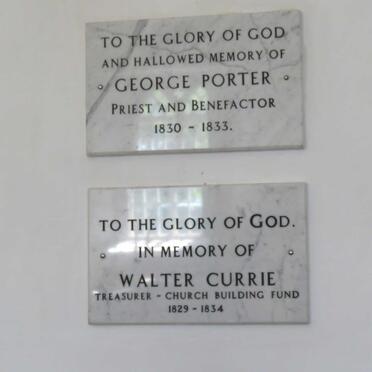 TO THE GLORY OF GOD
AND HALLOWED MEMORY OF
GEORGE PORTER
PRIEST AND BENEFACTOR
1830 - 1833.
TO THE GLORY OF GOD.
IN MEMORY OF
WALTER CURRIE
TREASURER - CHURCH BUILDING FUND
1829 - 1834